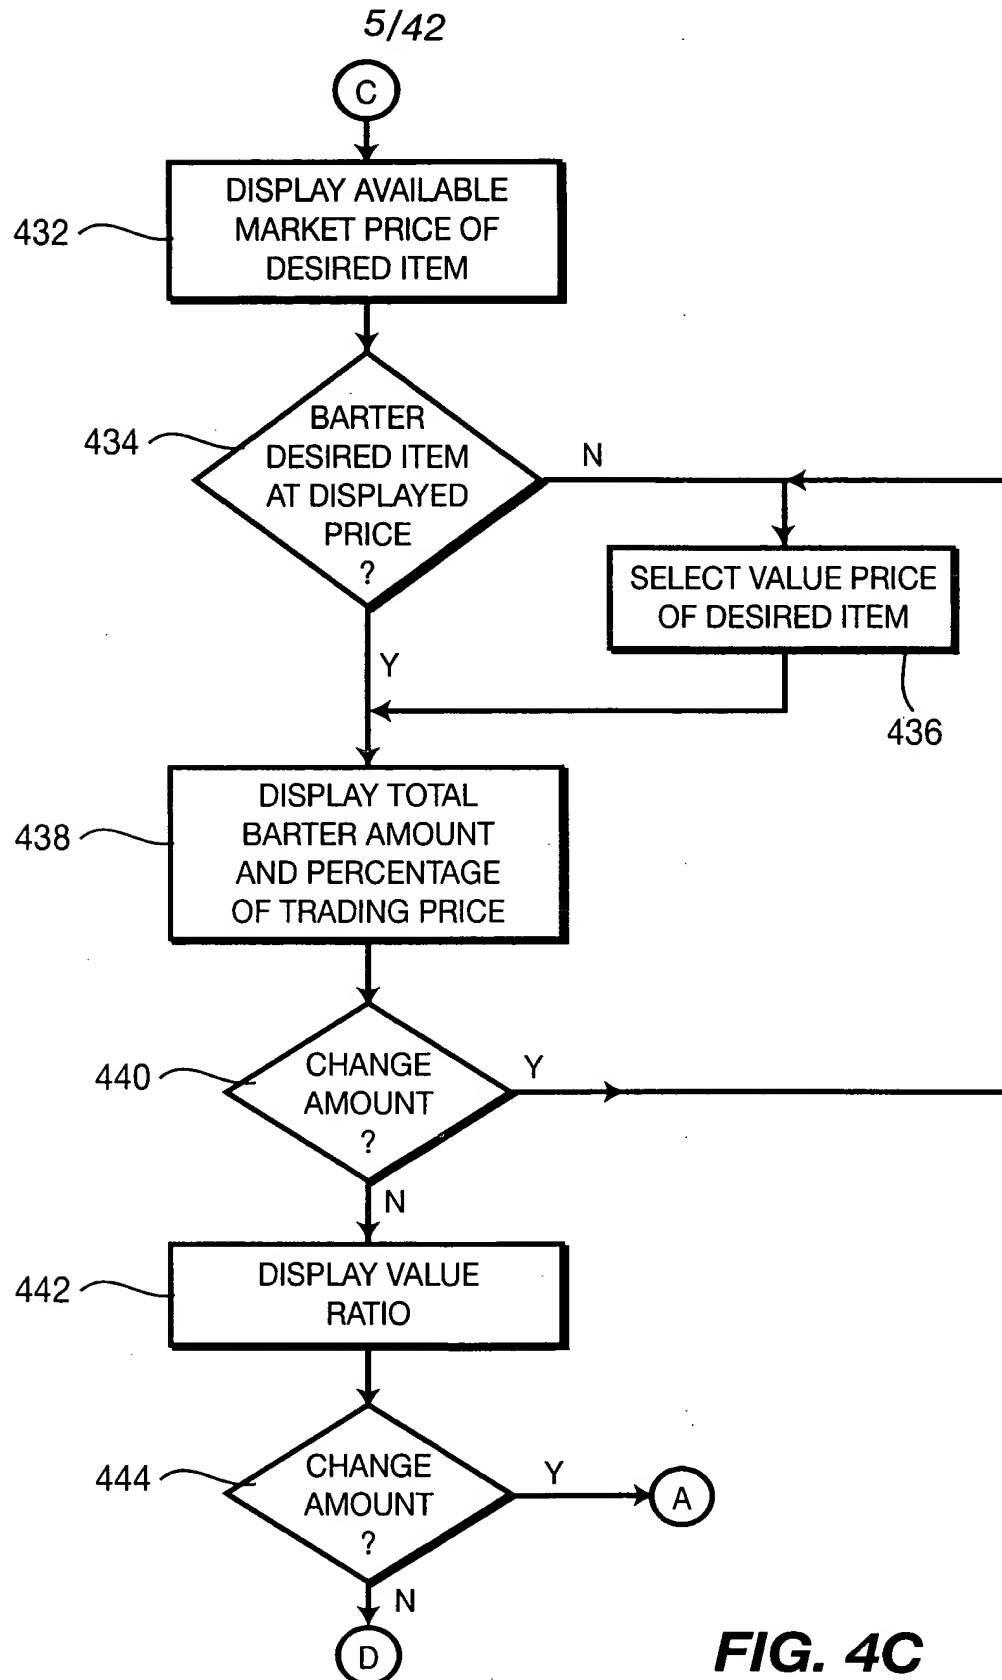 5/42
C
DISPLAY AVAILABLE
MARKET PRICE OF
DESIRED ITEM
432
BARTER
DESIRED ITEM
AT DISPLAYED
PRICE
?
434
N
SELECT VALUE PRICE
OF DESIRED ITEM
436
Y
DISPLAY TOTAL
BARTER AMOUNT
AND PERCENTAGE
OF TRADING PRICE
438
CHANGE
AMOUNT
?
440
Y
N
DISPLAY VALUE
RATIO
442
CHANGE
AMOUNT
?
444
Y
A
N
D
FIG. 4C